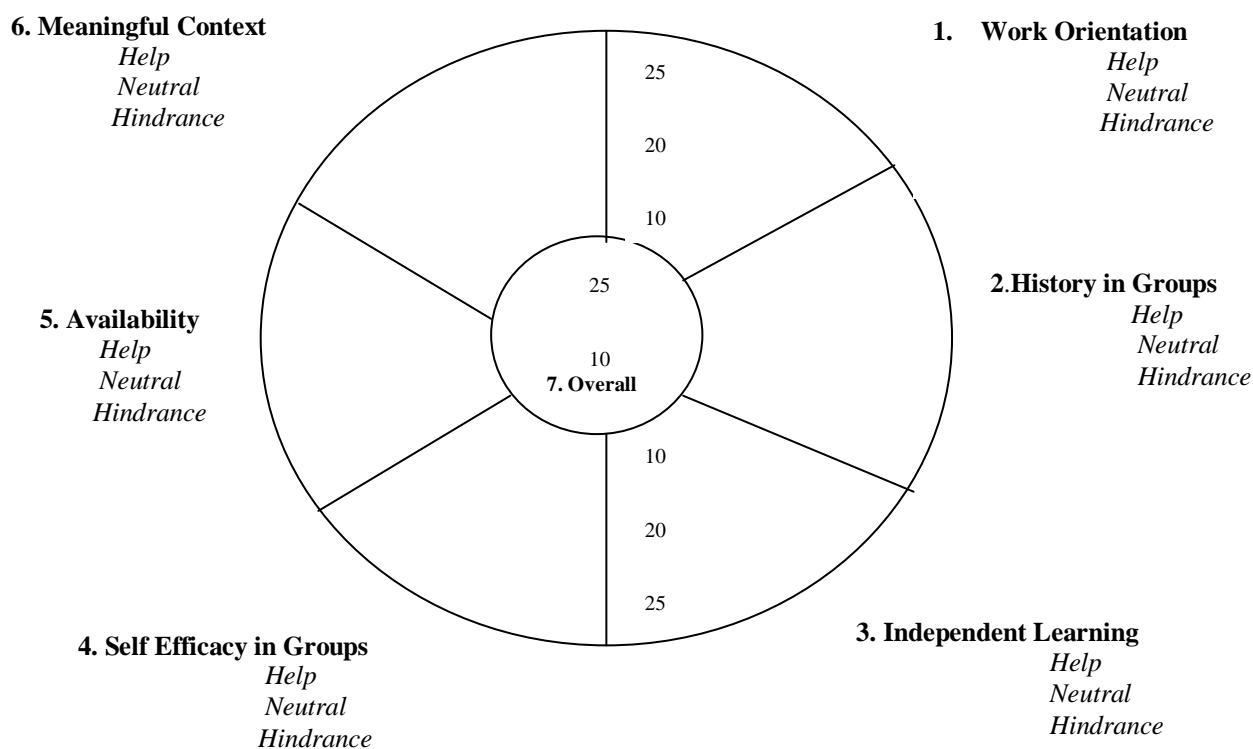 6. Meaningful Context
Help
Neutral
Hindrance
1. Work Orientation
Help
Neutral
Hindrance
25
20
10
2.History in Groups
Help
Neutral
Hindrance
5. Availability
Help
Neutral
Hindrance
25
10
7. Overall
10
20
25
4. Self Efficacy in Groups
Help
Neutral
Hindrance
3. Independent Learning
Help
Neutral
Hindrance